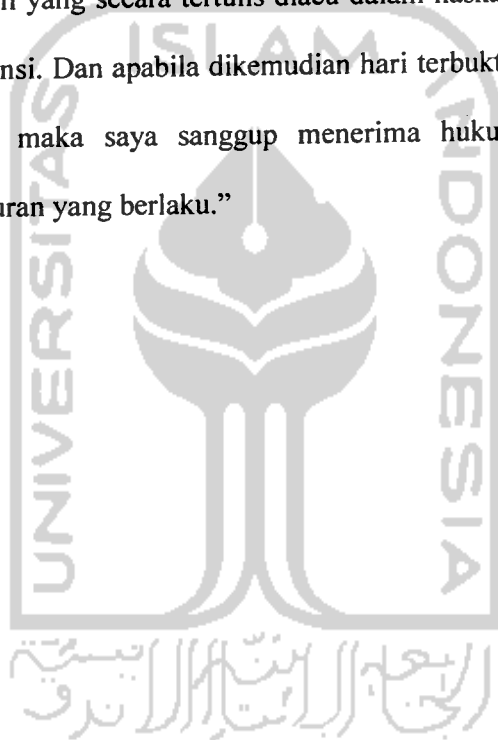 yang secara tertulis diacu dalam naska
nsi. Dan apabila dikemudian hari terbukt
maka saya sanggup menerima huku
uran yang berlaku.”
UNIVERSITAS
ISLAM
INDONESIA